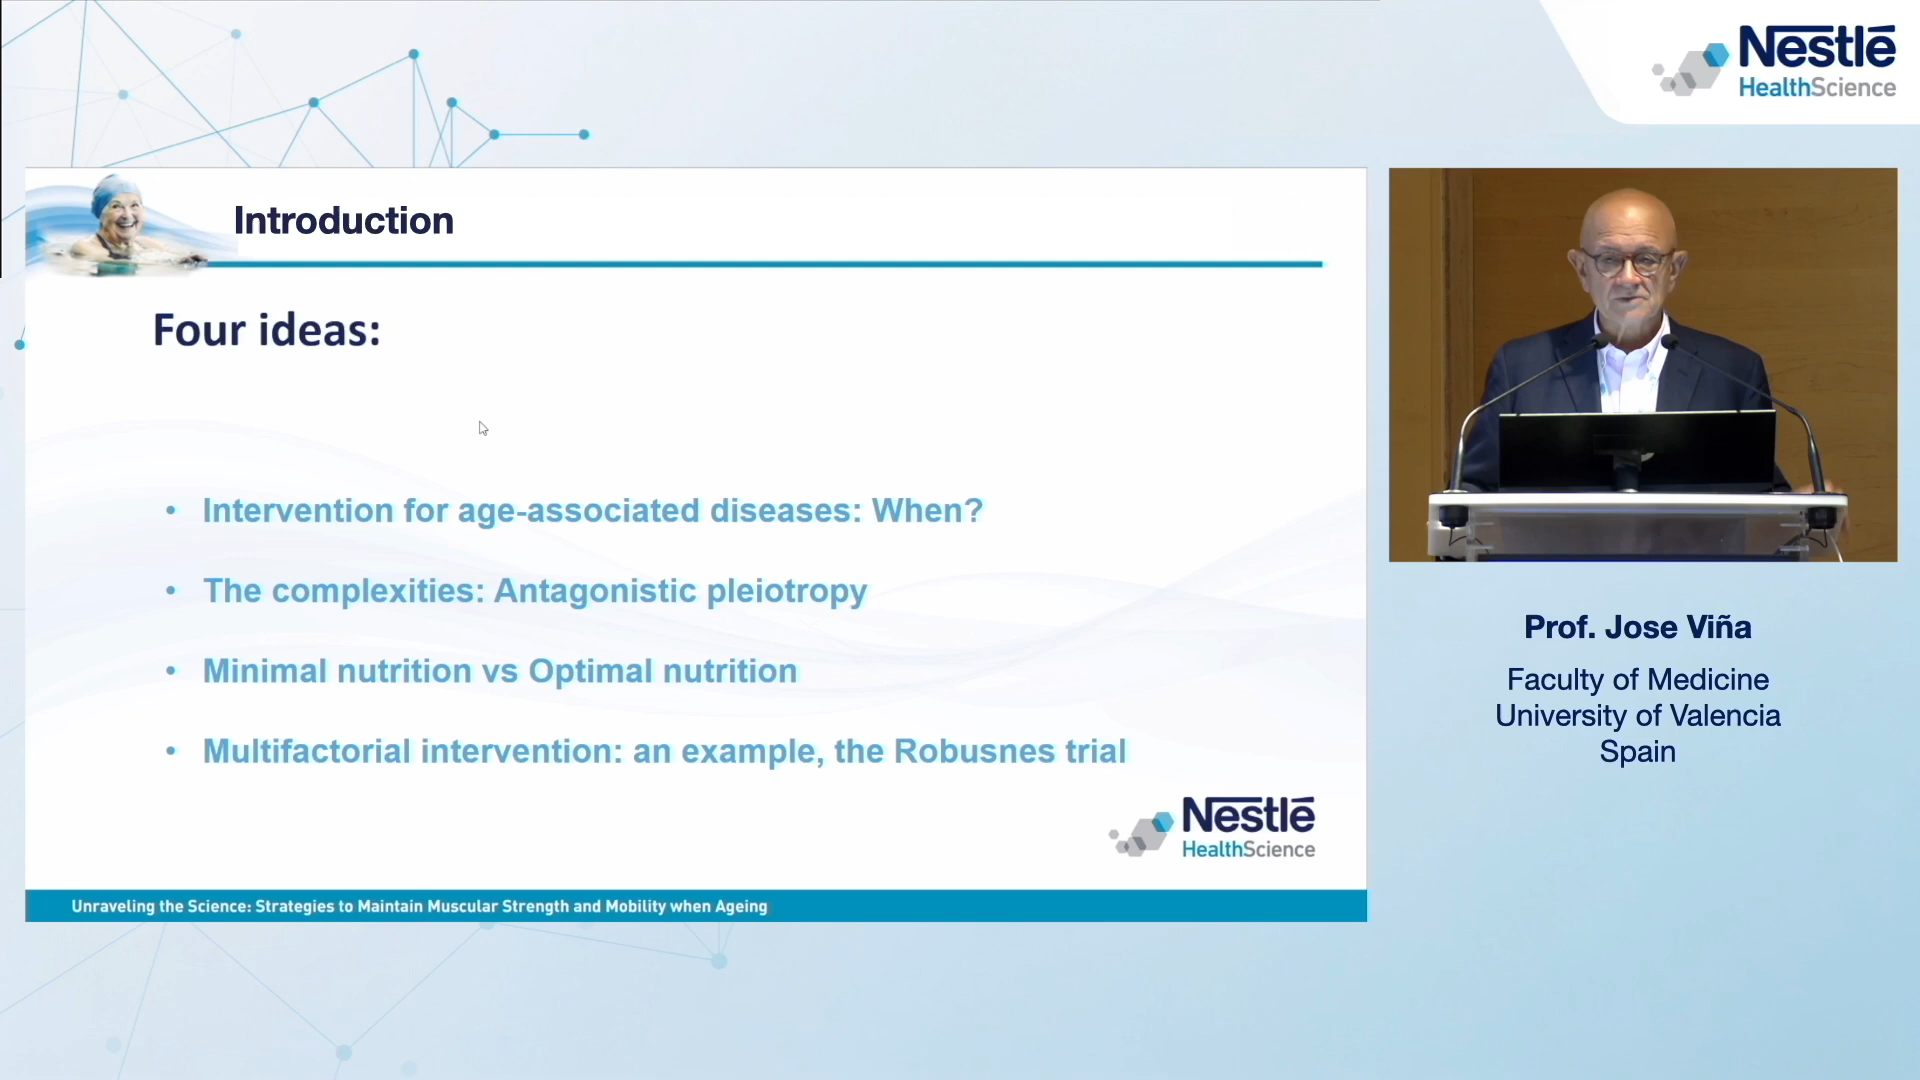 Nestlé
HealthScience
Introduction
Four ideas:
• Intervention for age-associated diseases: When?
• The complexities: Antagonistic pleiotropy
• Minimal nutrition vs Optimal nutrition
• Multifactorial intervention: an example, the Robusnes trial
Nestlé
HealthScience
Unraveling the Science: Strategies to Maintain Muscular Strength and Mobility when Ageing
Prof. Jose Viña
Faculty of Medicine
University of Valencia
Spain